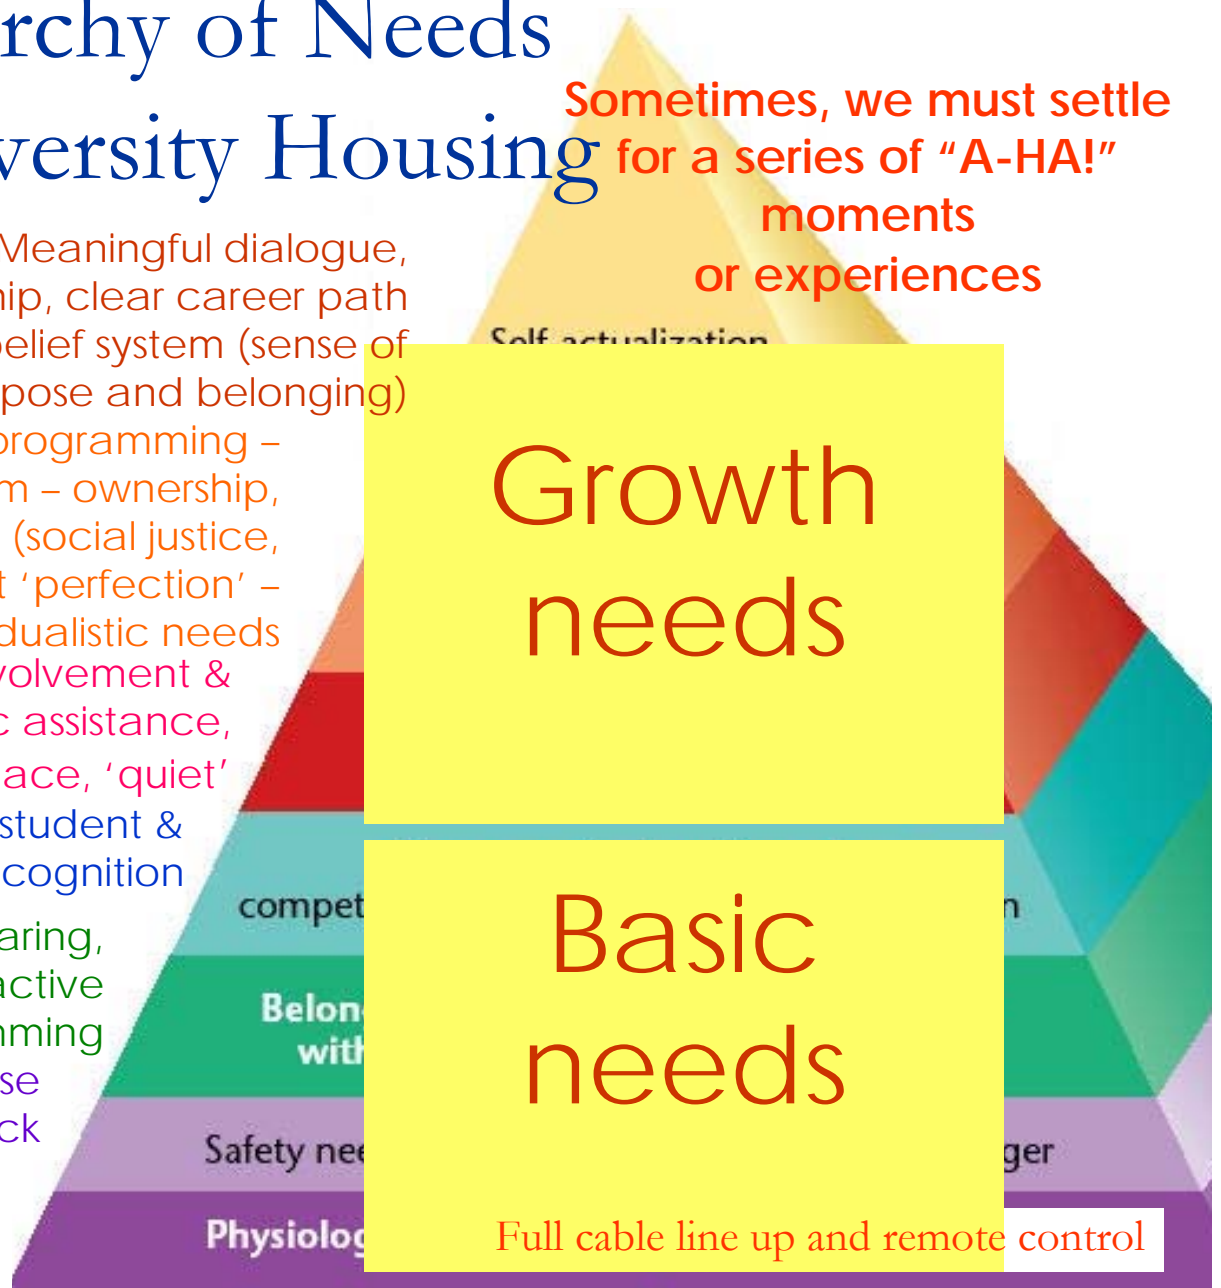 rchy of Needs
versity Housing
Sometimes, we must settle
for a series of “A-HA!”
moments
or experiences
Meaningful dialogue,
hip, clear career path
belief system (sense of
pose and belonging)
programming –
m – ownership,
(social justice,
t ‘perfection’ –
dualistic needs
volvement &
c assistance,
ace, ‘quiet’
student &
cognition
aring,
active
mming
se
ck
Self-actualization
Growth
needs
Basic
needs
compet
n
Belon
with
Safety nee
ger
Physiolog
Full cable line up and remote control